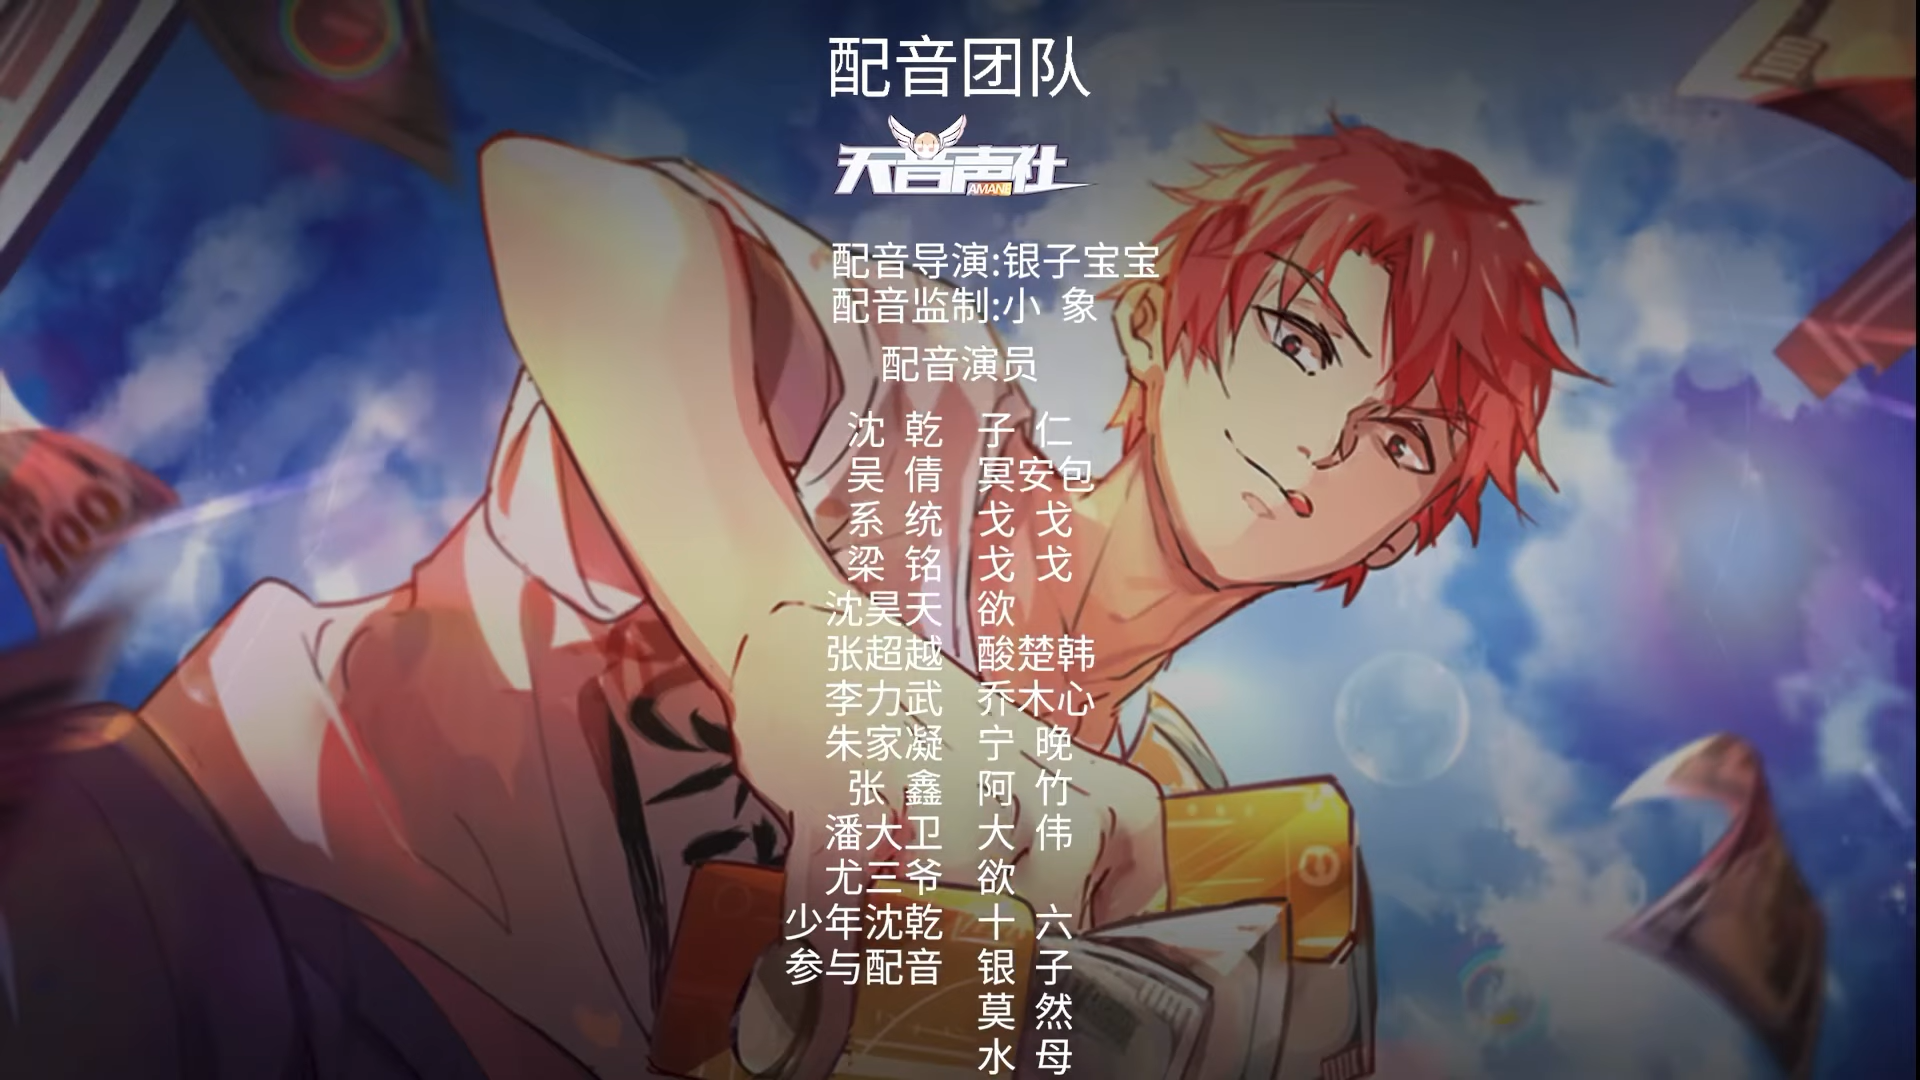 配音团队
天音声社
AMANE
配音导演:银子宝宝
配音监制:小 象
配音演员
沈 乾 子 仁
吴 倩 冥安包
系 统 戈 戈
梁 铭 戈 戈
沈昊天 欲
张超越 酸楚韩
李力武 乔木心
朱家凝 宁 晚
张 鑫 阿 竹
潘大卫 大 伟
尤三爷 欲
少年沈乾 十 六
参与配音 银 子
莫 然
水 母
100
100